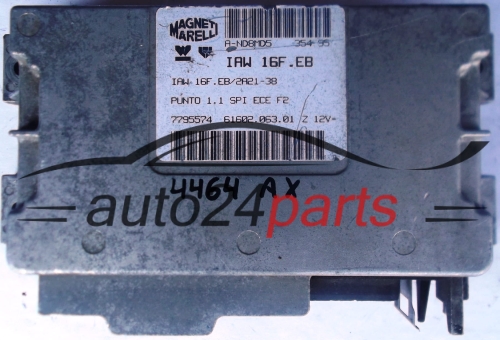 MAGNETI
MARELLI
A-ND8MD5 354 95
IAW 16F.EB
IAW 16F.EB/2A21-38
PUNTO 1.1 SPI ECE F2
7795574 61602.063.01 Z 12V=
4464 AX
auto24parts